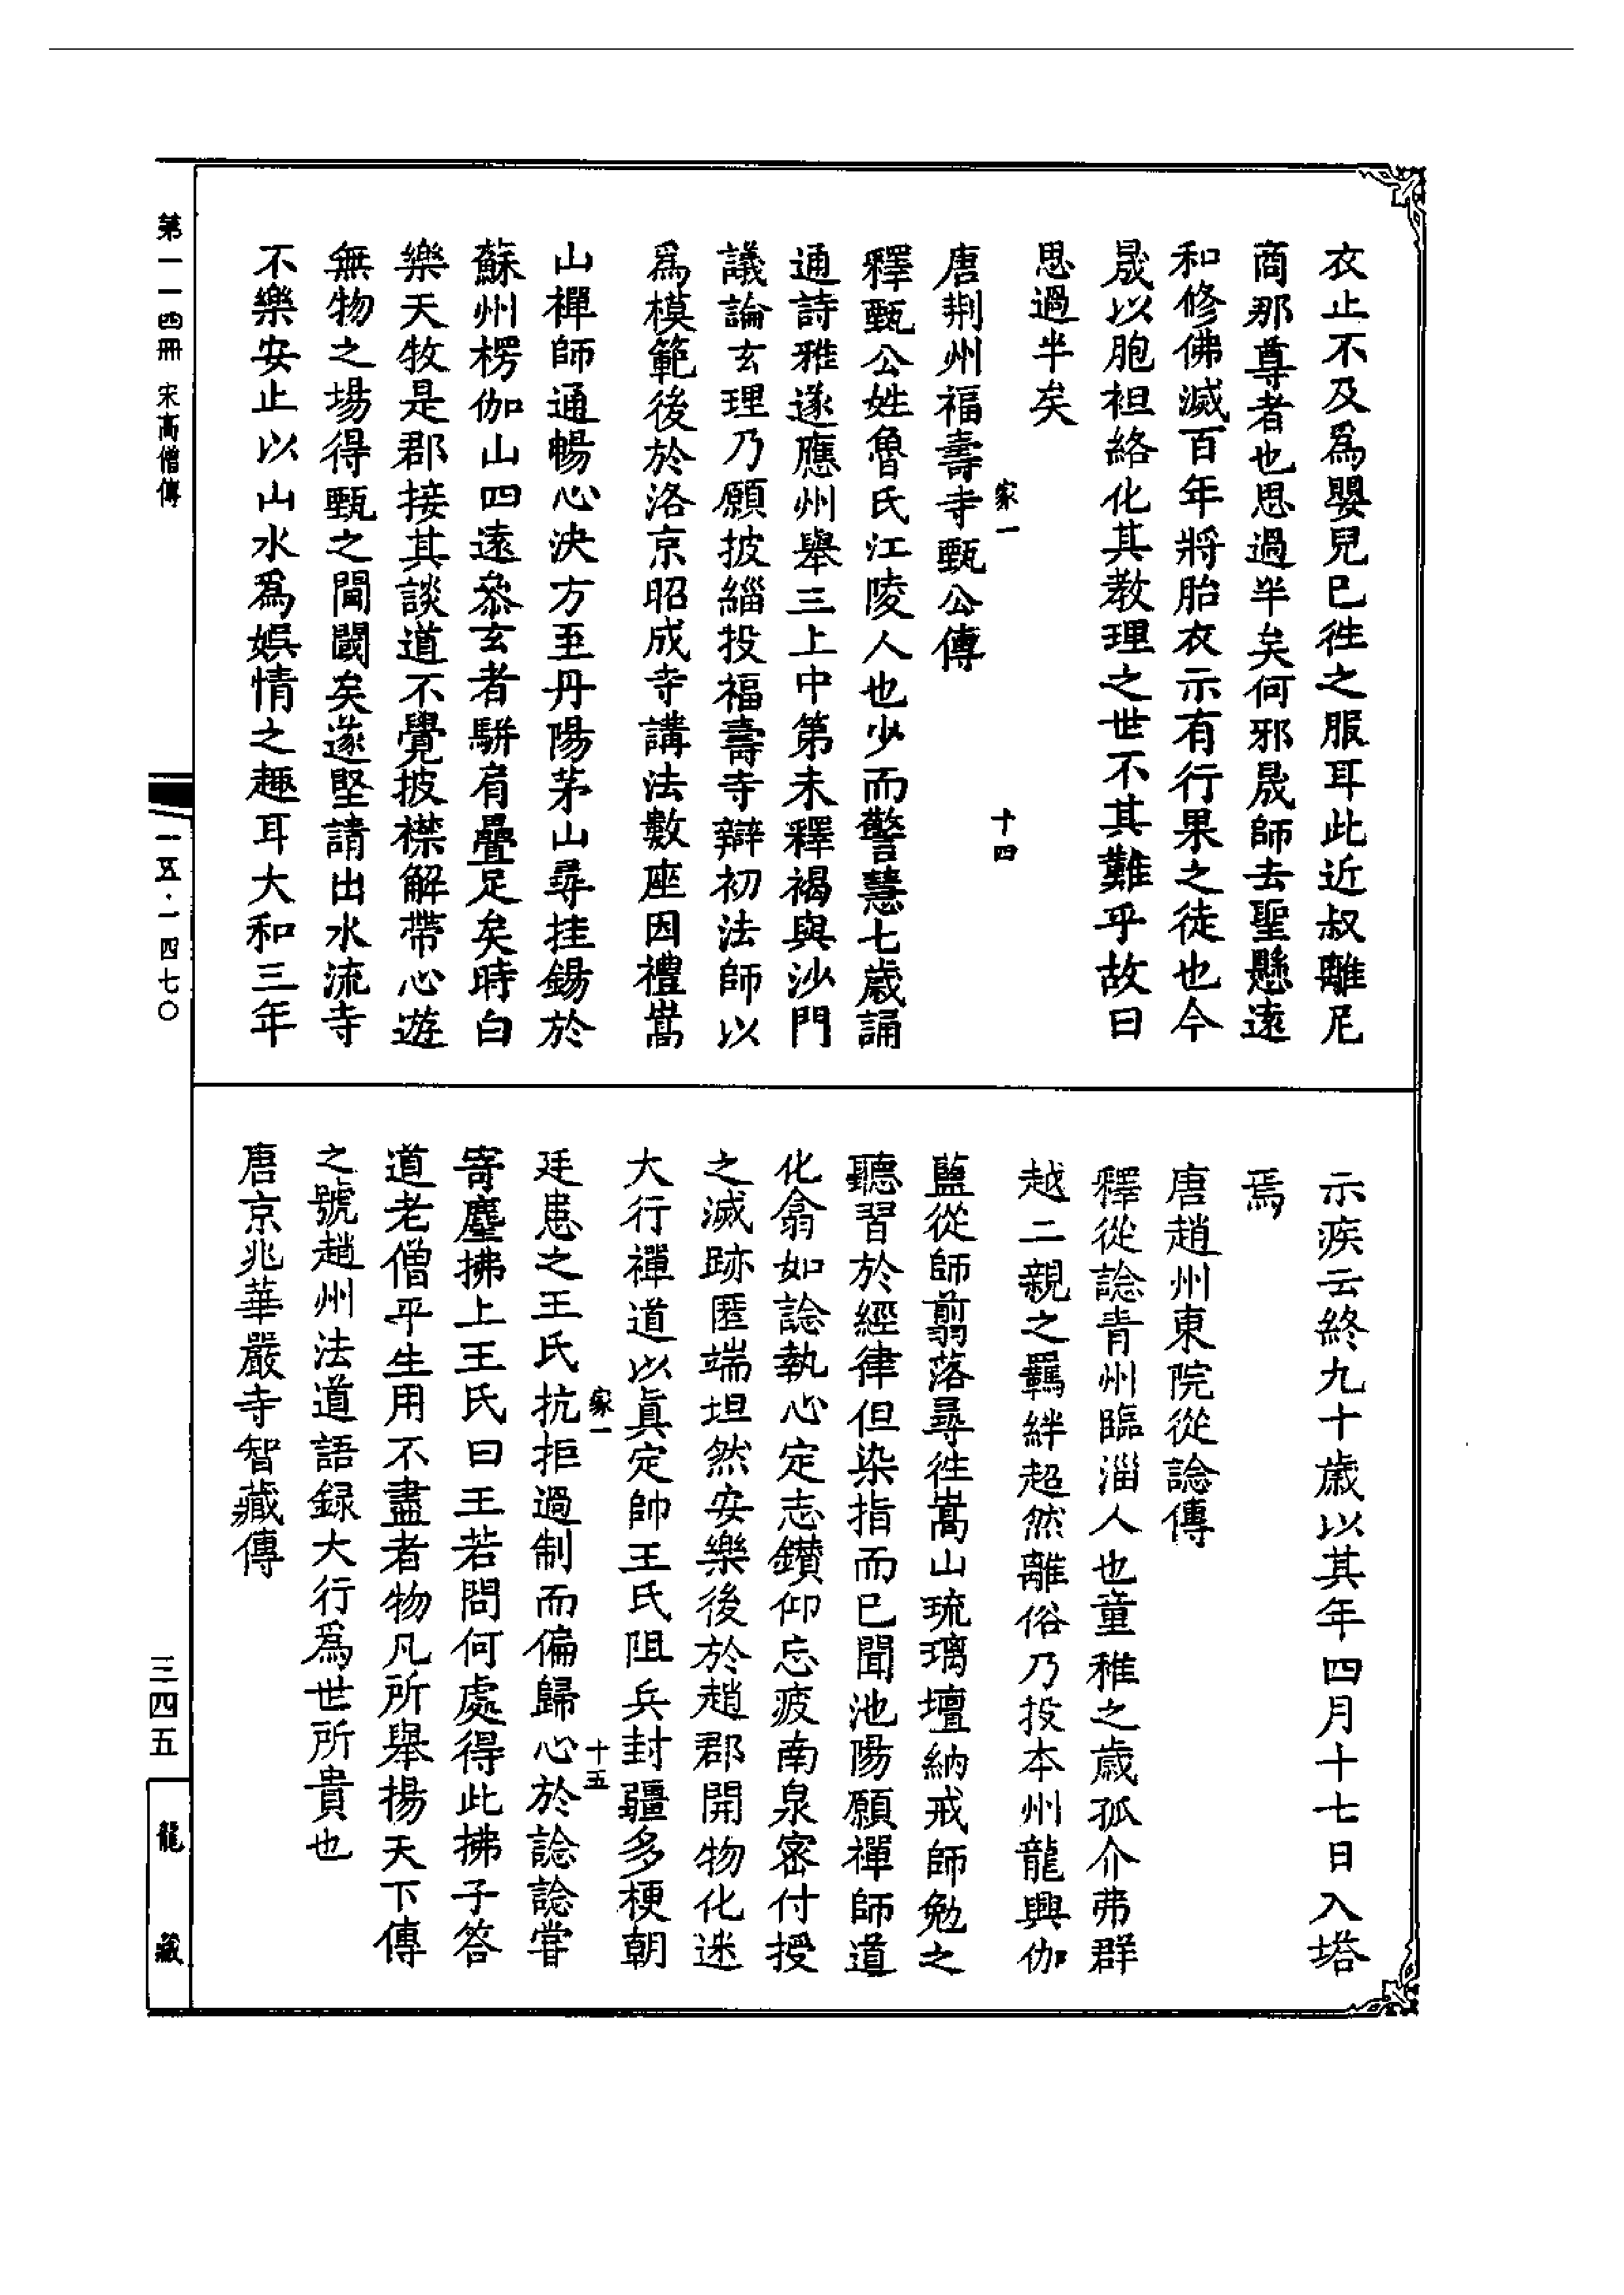 衣止不及爲嬰兒巳徃之服耳此近叔離尼
商那尊者也思過半矣何邪晟師去聖懸遠
和修佛滅百年將胎衣示有行果之徒也今
晟以胞袒絡化其教理之世不其難乎故曰
思過半矣
家一 十四
唐荆州福壽寺甄公傳
釋甄公姓魯氏江陵人也少而警慧七歲誦
通詩雅遂應州舉三上中第未釋褐與沙門
議論玄理乃願披緇投福壽寺辯初法師以
爲模範後於洛京昭成寺講法數座因禮嵩
山禪師通暢心決方至丹陽茅山尋挂錫於
蘇州楞伽山四遠叅玄者駢肩疊足矣時白
樂天牧是郡接其談道不覺披襟解帶心遊
無物之場得甄之閫閾矣遂堅請出水流寺
不樂安止以山水爲娛情之趣耳大和三年
示疾云終九十歲以其年四月十七日入塔
焉
唐趙州東院從諗傳
釋從諗青州臨淄人也童稚之歲孤介弗群
越二親之羈絆超然離俗乃投本州龍興伽
藍從師翦落尋徃嵩山琉璃壇納戒師勉之
聽習於經律但染指而巳聞池陽願禪師道
化翕如諗執心定志鑽仰忘疲南泉密付授
之滅跡匿端坦然安樂後於趙郡開物化迷
大行禪道以眞定帥王氏阻兵封疆多梗朝
家一 十五
廷患之王氏抗拒過制而偏歸心於諗諗甞
寄塵拂上王氏曰王若問何處得此拂子答
道老僧平生用不盡者物凡所舉揚天下傳
之號趙州法道語録大行爲世所貴也
唐京兆華嚴寺智藏傳
第一一四冊 宋高僧傳
一五·一四七〇
三四五
龍藏